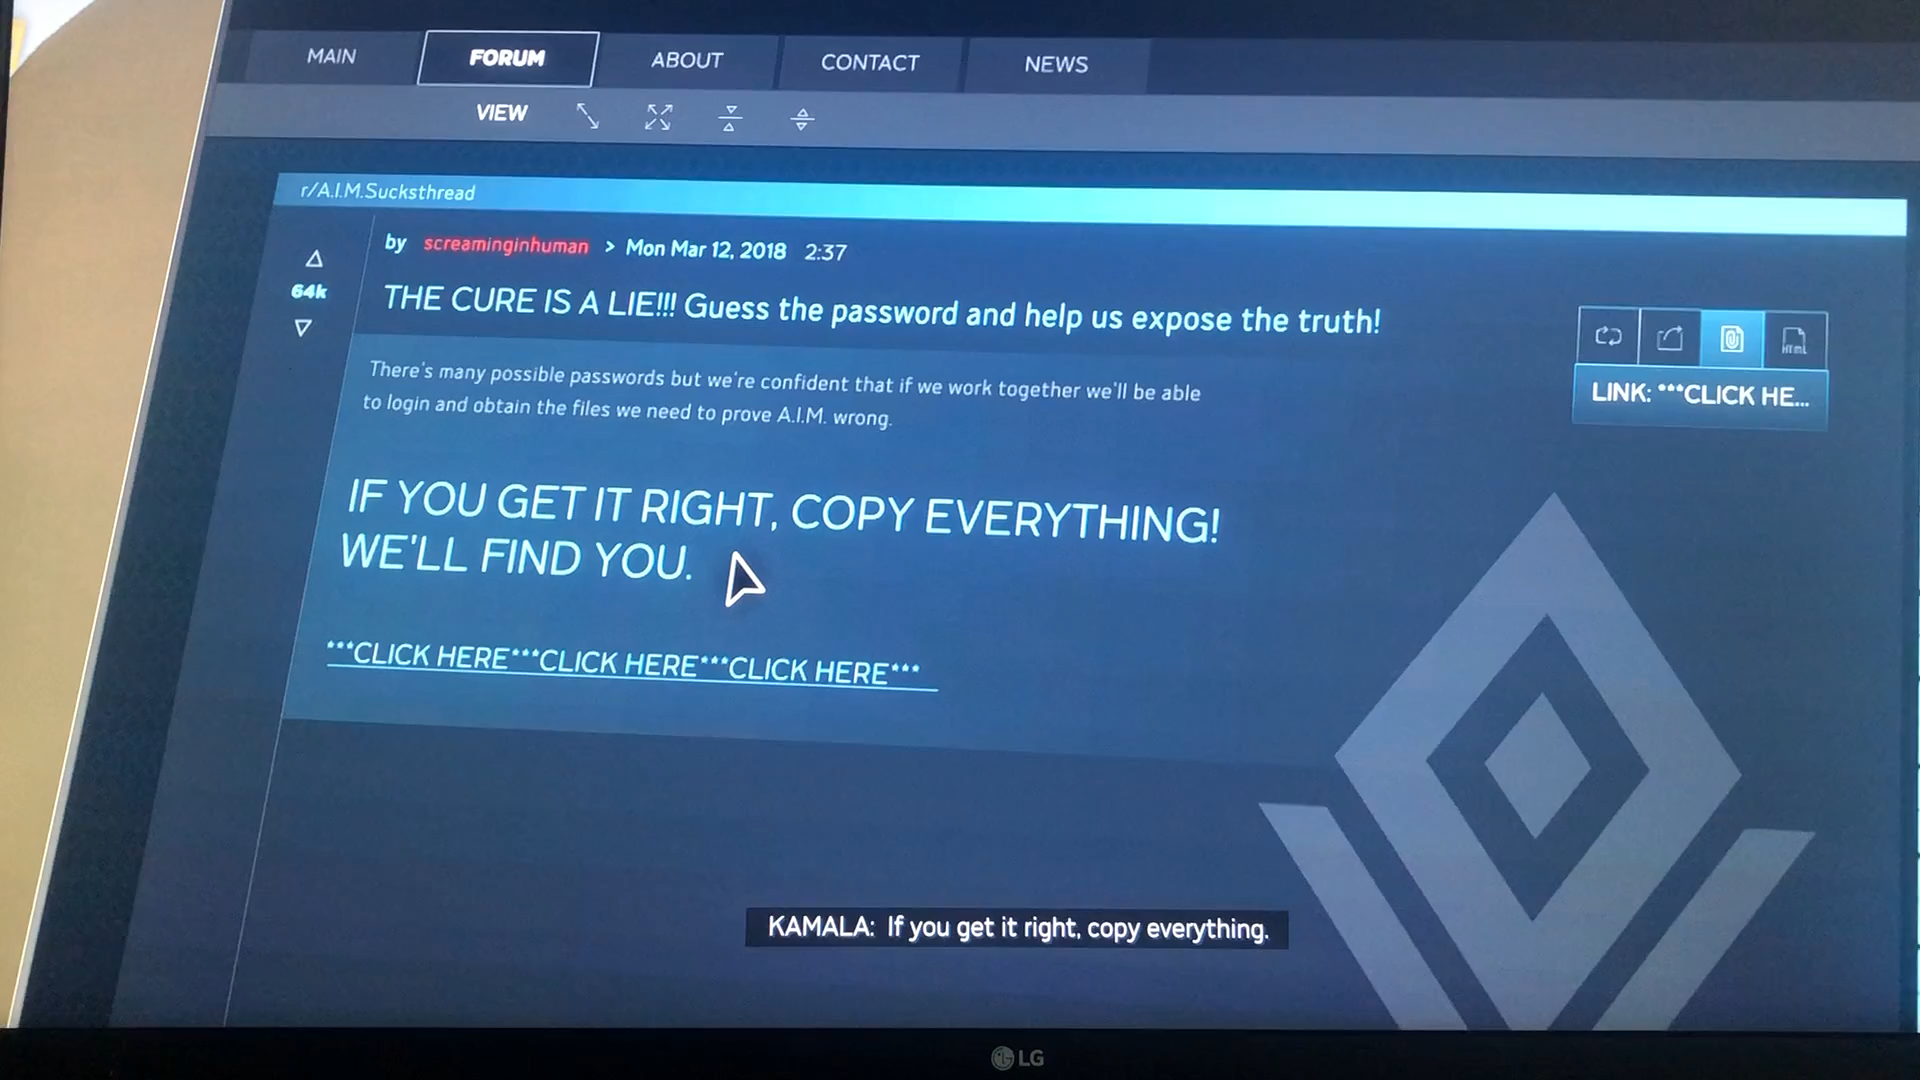 MAIN FORUM ABOUT CONTACT NEWS
VIEW
r/A.I.M.Sucksthread
by screaminginhuman > Mon Mar 12, 2018 2:37
64k
THE CURE IS A LIE!!! Guess the password and help us expose the truth!
HTML
LINK: ***CLICK HE...
There's many possible passwords but we're confident that if we work together we'll be able
to login and obtain the files we need to prove A.I.M. wrong.
IF YOU GET IT RIGHT, COPY EVERYTHING!
WE'LL FIND YOU.
***CLICK HERE***CLICK HERE***CLICK HERE***
KAMALA: If you get it right, copy everything.
LG